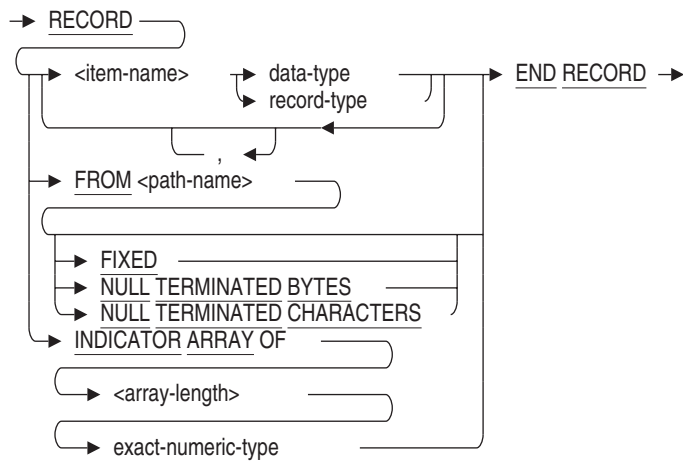 RECORD
<item-name> data-type END RECORD
record-type
,
FROM <path-name>
FIXED
NULL TERMINATED BYTES
NULL TERMINATED CHARACTERS
INDICATOR ARRAY OF
<array-length>
exact-numeric-type